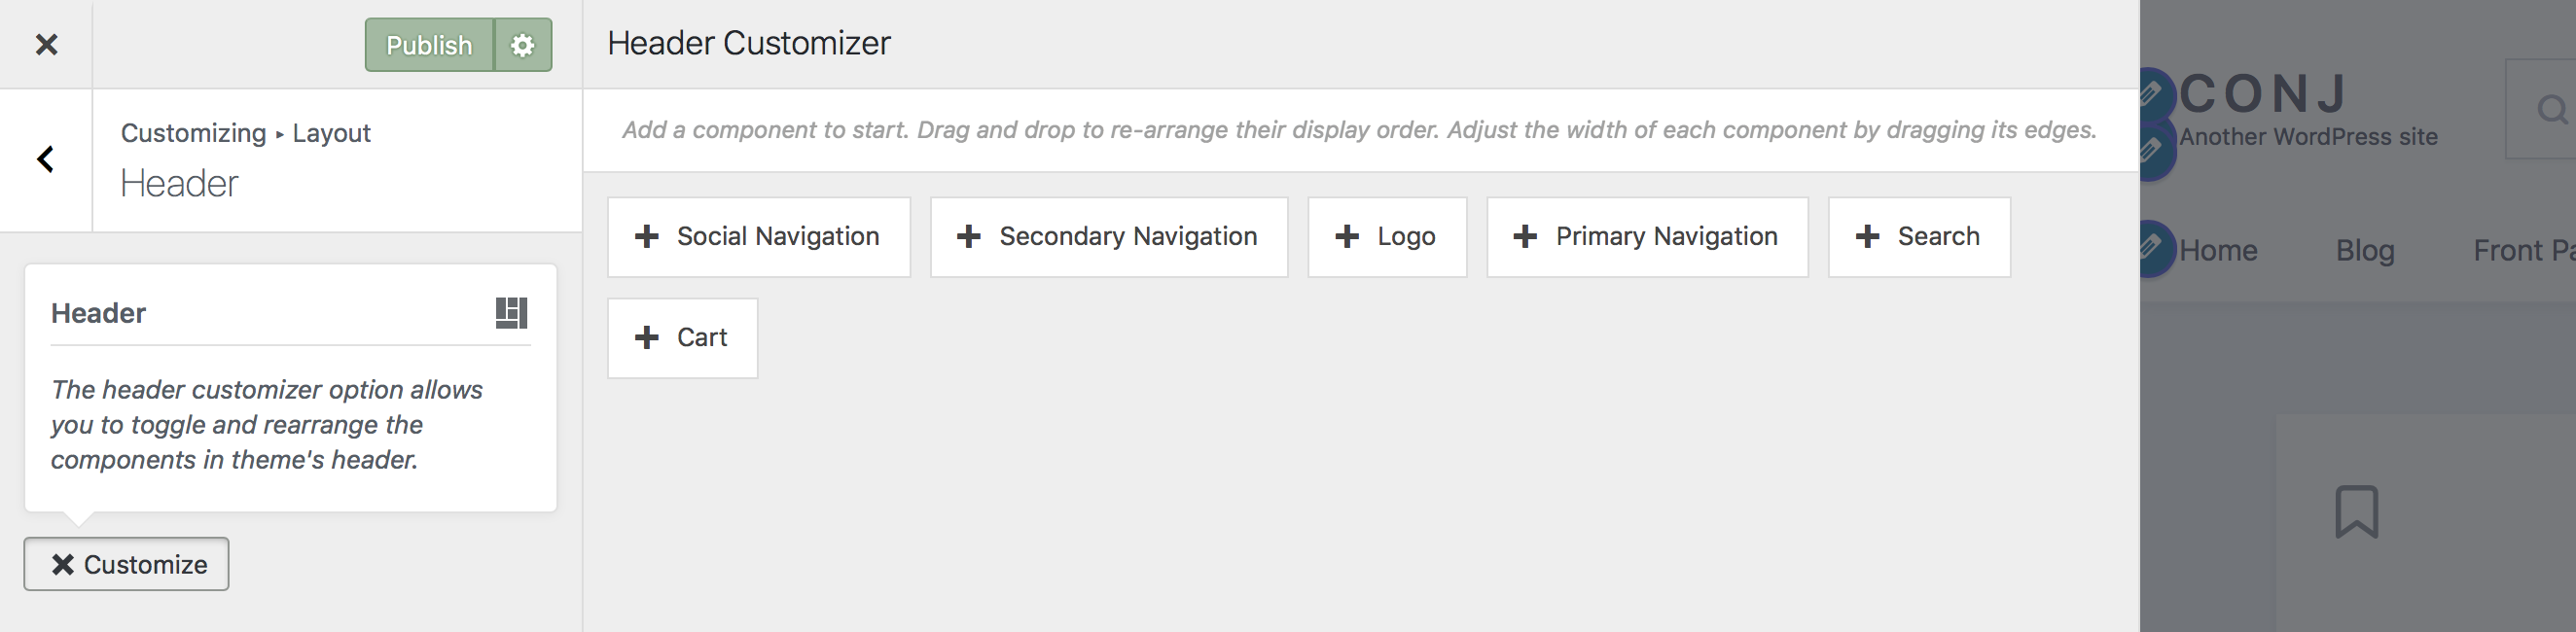 Publish
Customizing ▸ Layout
Header
Header
The header customizer option allows
you to toggle and rearrange the
components in theme's header.
Customize
Header Customizer
Add a component to start. Drag and drop to re-arrange their display order. Adjust the width of each component by dragging its edges.
Social Navigation
Secondary Navigation
Logo
Primary Navigation
Search
Cart
CONJ
Another WordPress site
Home
Blog
Front